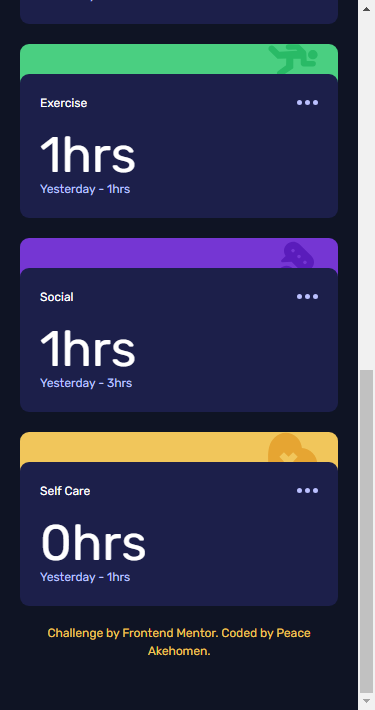 Exercise
1hrs
Yesterday - 1hrs
Social
1hrs
Yesterday - 3hrs
Self Care
0hrs
Yesterday - 1hrs
Challenge by Frontend Mentor. Coded by Peace
Akehomen.